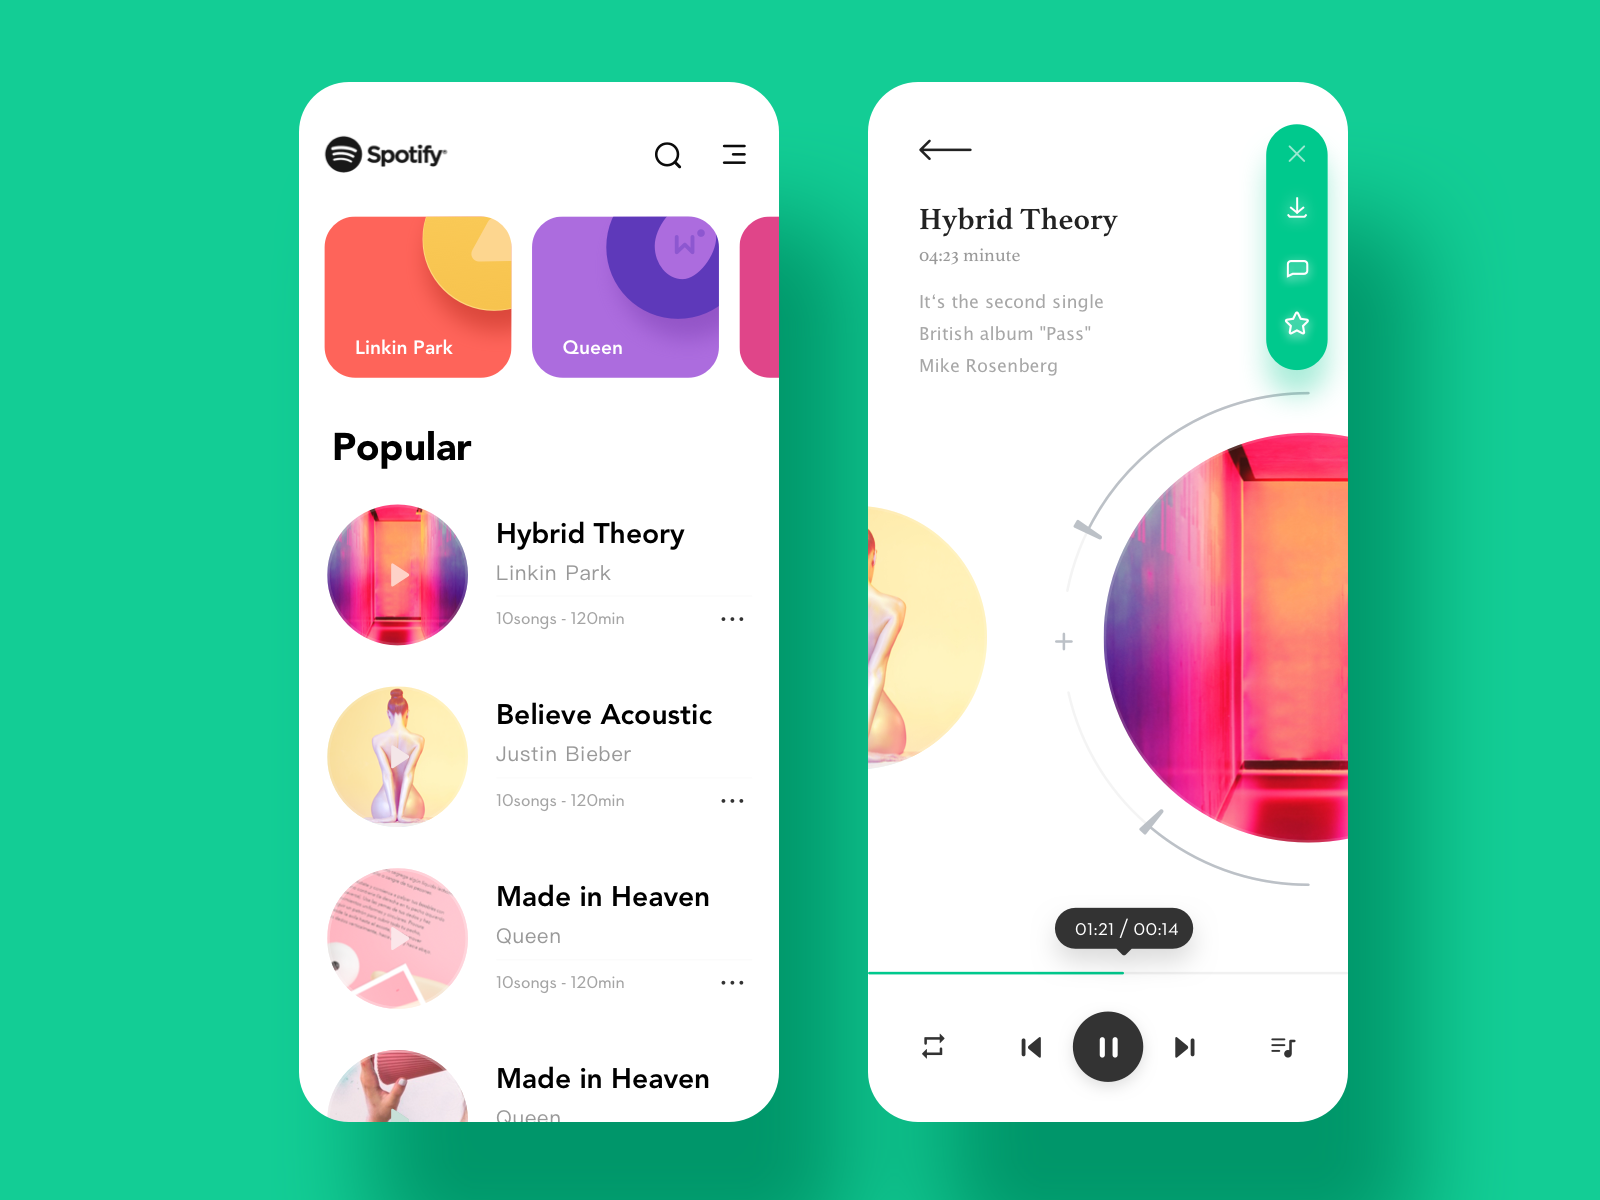 Spotify®
Linkin Park
Queen
Popular
Hybrid Theory
Linkin Park
10songs - 120min
Believe Acoustic
Justin Bieber
10songs - 120min
Made in Heaven
Queen
10songs - 120min
Made in Heaven
Queen
Hybrid Theory
04:23 minute
It‘s the second single
British album "Pass"
Mike Rosenberg
01:21 / 00:14